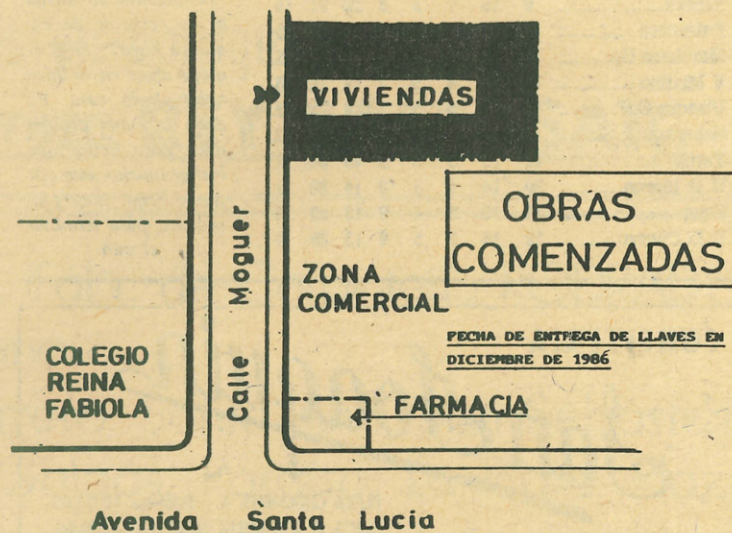 VIVIENDAS
OBRAS
COMENZADAS
Calle Moguer
ZONA
COMERCIAL
FECHA DE ENTREGA DE LLAVES EN
DICIEMBRE DE 1986
COLEGIO
REINA
FABIOLA
FARMACIA
Avenida Santa Lucia